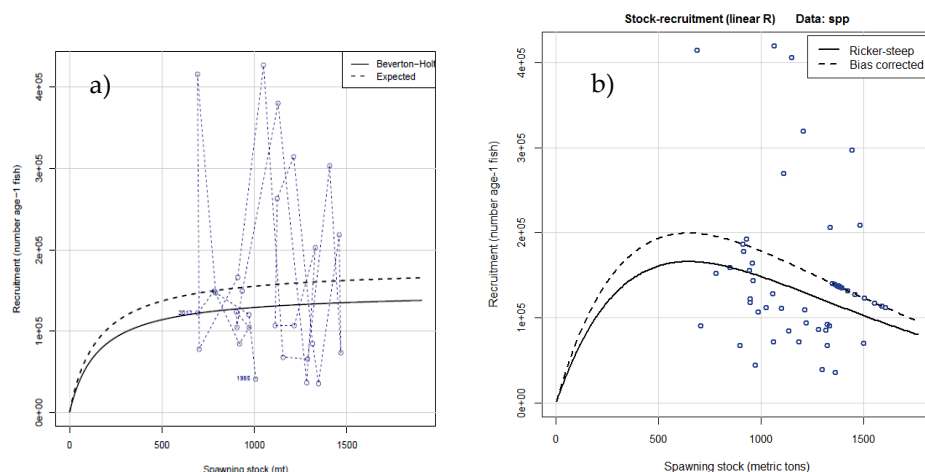 a)
Beverton-Holt
Expected
Recruitment (number age-1 fish)
0e+00
1e+05
2e+05
3e+05
4e+05
1985
0
500
1000
1500
Spawning stock (mt)
Stock-recruitment (linear R) Data: spp
b)
Ricker-steep
Bias corrected
Recruitment (number age-1 fish)
0e+00
1e+05
2e+05
3e+05
4e+05
0
500
1000
1500
Spawning stock (metric tons)